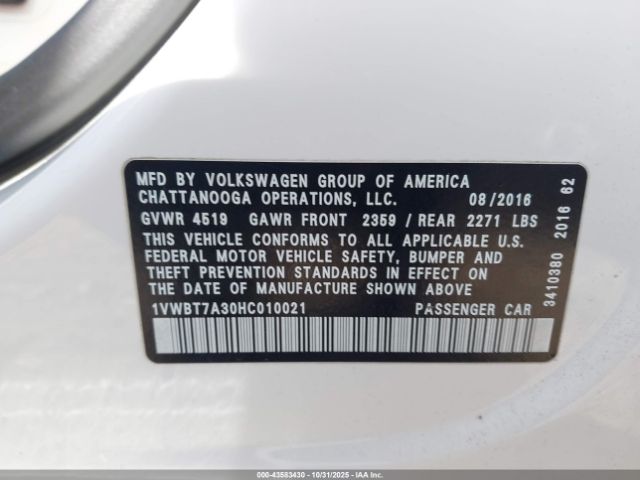 MFD BY VOLKSWAGEN GROUP OF AMERICA
CHATTANOOGA OPERATIONS, LLC. 08/2016
GVWR 4519 GAWR FRONT 2359 / REAR 2271 LBS
THIS VEHICLE CONFORMS TO ALL APPLICABLE U.S.
FEDERAL MOTOR VEHICLE SAFETY, BUMPER AND
THEFT PREVENTION STANDARDS IN EFFECT ON
THE DATE OF MANUFACTURE SHOWN ABOVE
1VWBT7A30HC010021 PASSENGER CAR
3410380 2016 62
000-43583430 - 10/31/2025 - IAAI.com